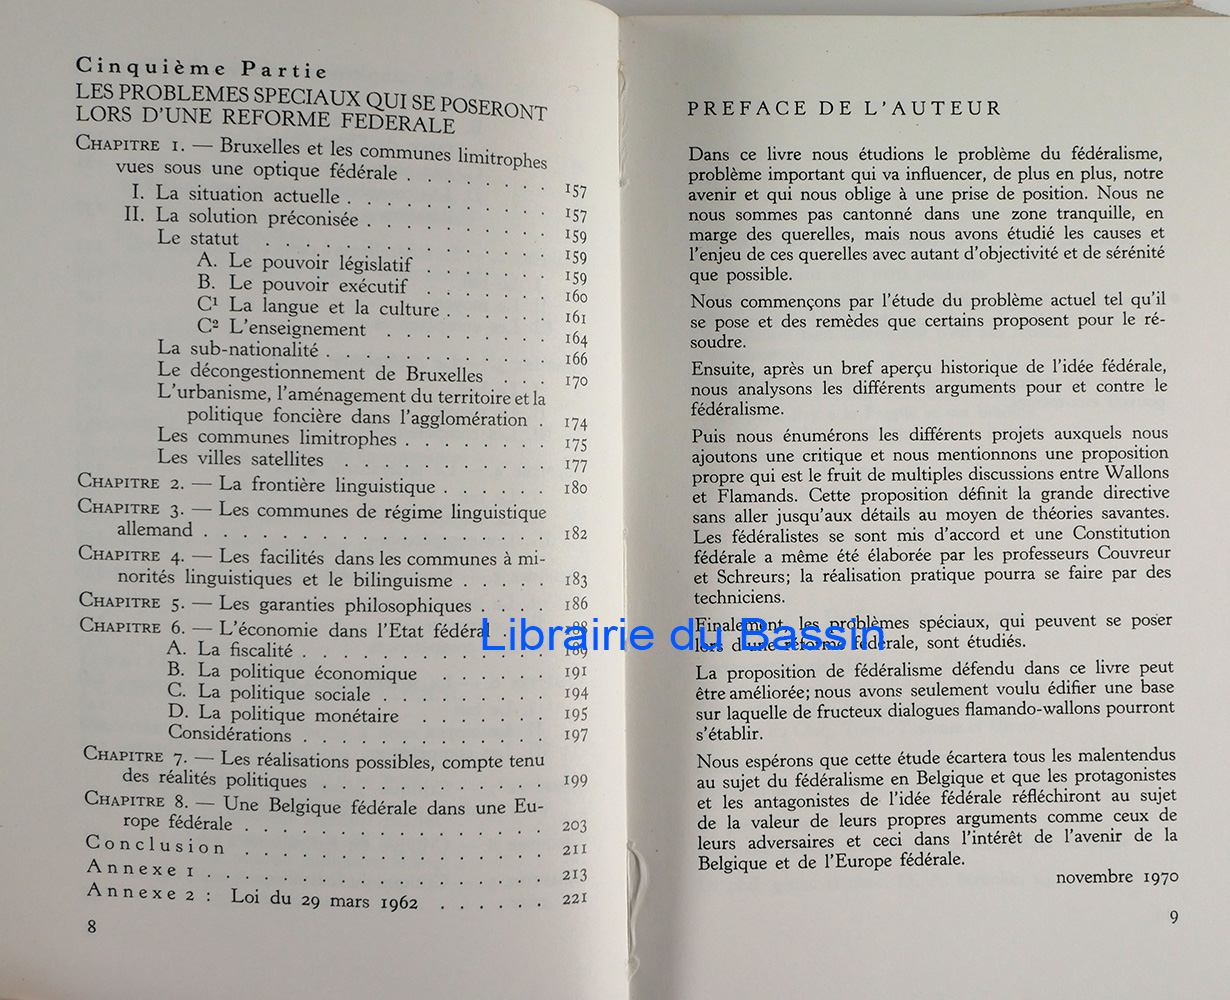 Cinquième Partie
LES PROBLEMES SPECIAUX QUI SE POSERONT
LORS D'UNE REFORME FEDERALE
CHAPITRE 1. — Bruxelles et les communes limitrophes
vues sous une optique fédérale . . . . . . . . 157
I. La situation actuelle . . . . . . . . . . . 157
II. La solution préconisée . . . . . . . . . . 159
Le statut . . . . . . . . . . . . . . . 159
A. Le pouvoir législatif . . . . . . . 159
B. Le pouvoir exécutif . . . . . . . 160
C¹ La langue et la culture . . . . . . 161
C² L'enseignement . . . . . . . . . 164
La sub-nationalité . . . . . . . . . . . . 166
Le décongestionnement de Bruxelles . . . 170
L'urbanisme, l'aménagement du territoire et la
politique foncière dans l'agglomération . 174
Les communes limitrophes . . . . . . . . 175
Les villes satellites . . . . . . . . . . . 177
CHAPITRE 2. — La frontière linguistique . . . . . . 180
CHAPITRE 3. — Les communes de régime linguistique
allemand . . . . . . . . . . . . . . . . . . 182
CHAPITRE 4. — Les facilités dans les communes à mi-
norités linguistiques et le bilinguisme . . . . . 183
CHAPITRE 5. — Les garanties philosophiques . . . . 186
CHAPITRE 6. — L'économie dans l'Etat fédéral . . . 188
A. La fiscalité . . . . . . . . . . . . . . 189
B. La politique économique . . . . . . 191
C. La politique sociale . . . . . . . . . 194
D. La politique monétaire . . . . . . . 195
Considérations . . . . . . . . . . . . . . 197
CHAPITRE 7. — Les réalisations possibles, compte tenu
des réalités politiques . . . . . . . . . . . . 199
CHAPITRE 8. — Une Belgique fédérale dans une Eu-
rope fédérale . . . . . . . . . . . . . . . . 203
Conclusion . . . . . . . . . . . . . . . . 211
Annexe 1 . . . . . . . . . . . . . . . . . 213
Annexe 2 : Loi du 29 mars 1962 . . . . . . 221
8
PREFACE DE L'AUTEUR
Dans ce livre nous étudions le problème du fédéralisme,
problème important qui va influencer, de plus en plus, notre
avenir et qui nous oblige à une prise de position. Nous ne
nous sommes pas cantonné dans une zone tranquille, en
marge des querelles, mais nous avons étudié les causes et
l'enjeu de ces querelles avec autant d'objectivité et de sérénité
que possible.
Nous commençons par l'étude du problème actuel tel qu'il
se pose et des remèdes que certains proposent pour le ré-
soudre.
Ensuite, après un bref aperçu historique de l'idée fédérale,
nous analysons les différents arguments pour et contre le
fédéralisme.
Puis nous énumérons les différents projets auxquels nous
ajoutons une critique et nous mentionnons une proposition
propre qui est le fruit de multiples discussions entre Wallons
et Flamands. Cette proposition définit la grande directive
sans aller jusqu'aux détails au moyen de théories savantes.
Les fédéralistes se sont mis d'accord et une Constitution
fédérale a même été élaborée par les professeurs Couvreur
et Schreurs; la réalisation pratique pourra se faire par des
techniciens.
Finalement, les problèmes spéciaux, qui peuvent se poser
lors d'une réforme fédérale, sont étudiés.
La proposition de fédéralisme défendu dans ce livre peut
être améliorée; nous avons seulement voulu édifier une base
sur laquelle de fructeux dialogues flamando-wallons pourront
s'établir.
Nous espérons que cette étude écartera tous les malentendus
au sujet du fédéralisme en Belgique et que les protagonistes
et les antagonistes de l'idée fédérale réfléchiront au sujet
de la valeur de leurs propres arguments comme ceux de
leurs adversaires et ceci dans l'intérêt de l'avenir de la
Belgique et de l'Europe fédérale.
novembre 1970
9
Librairie du Bassin